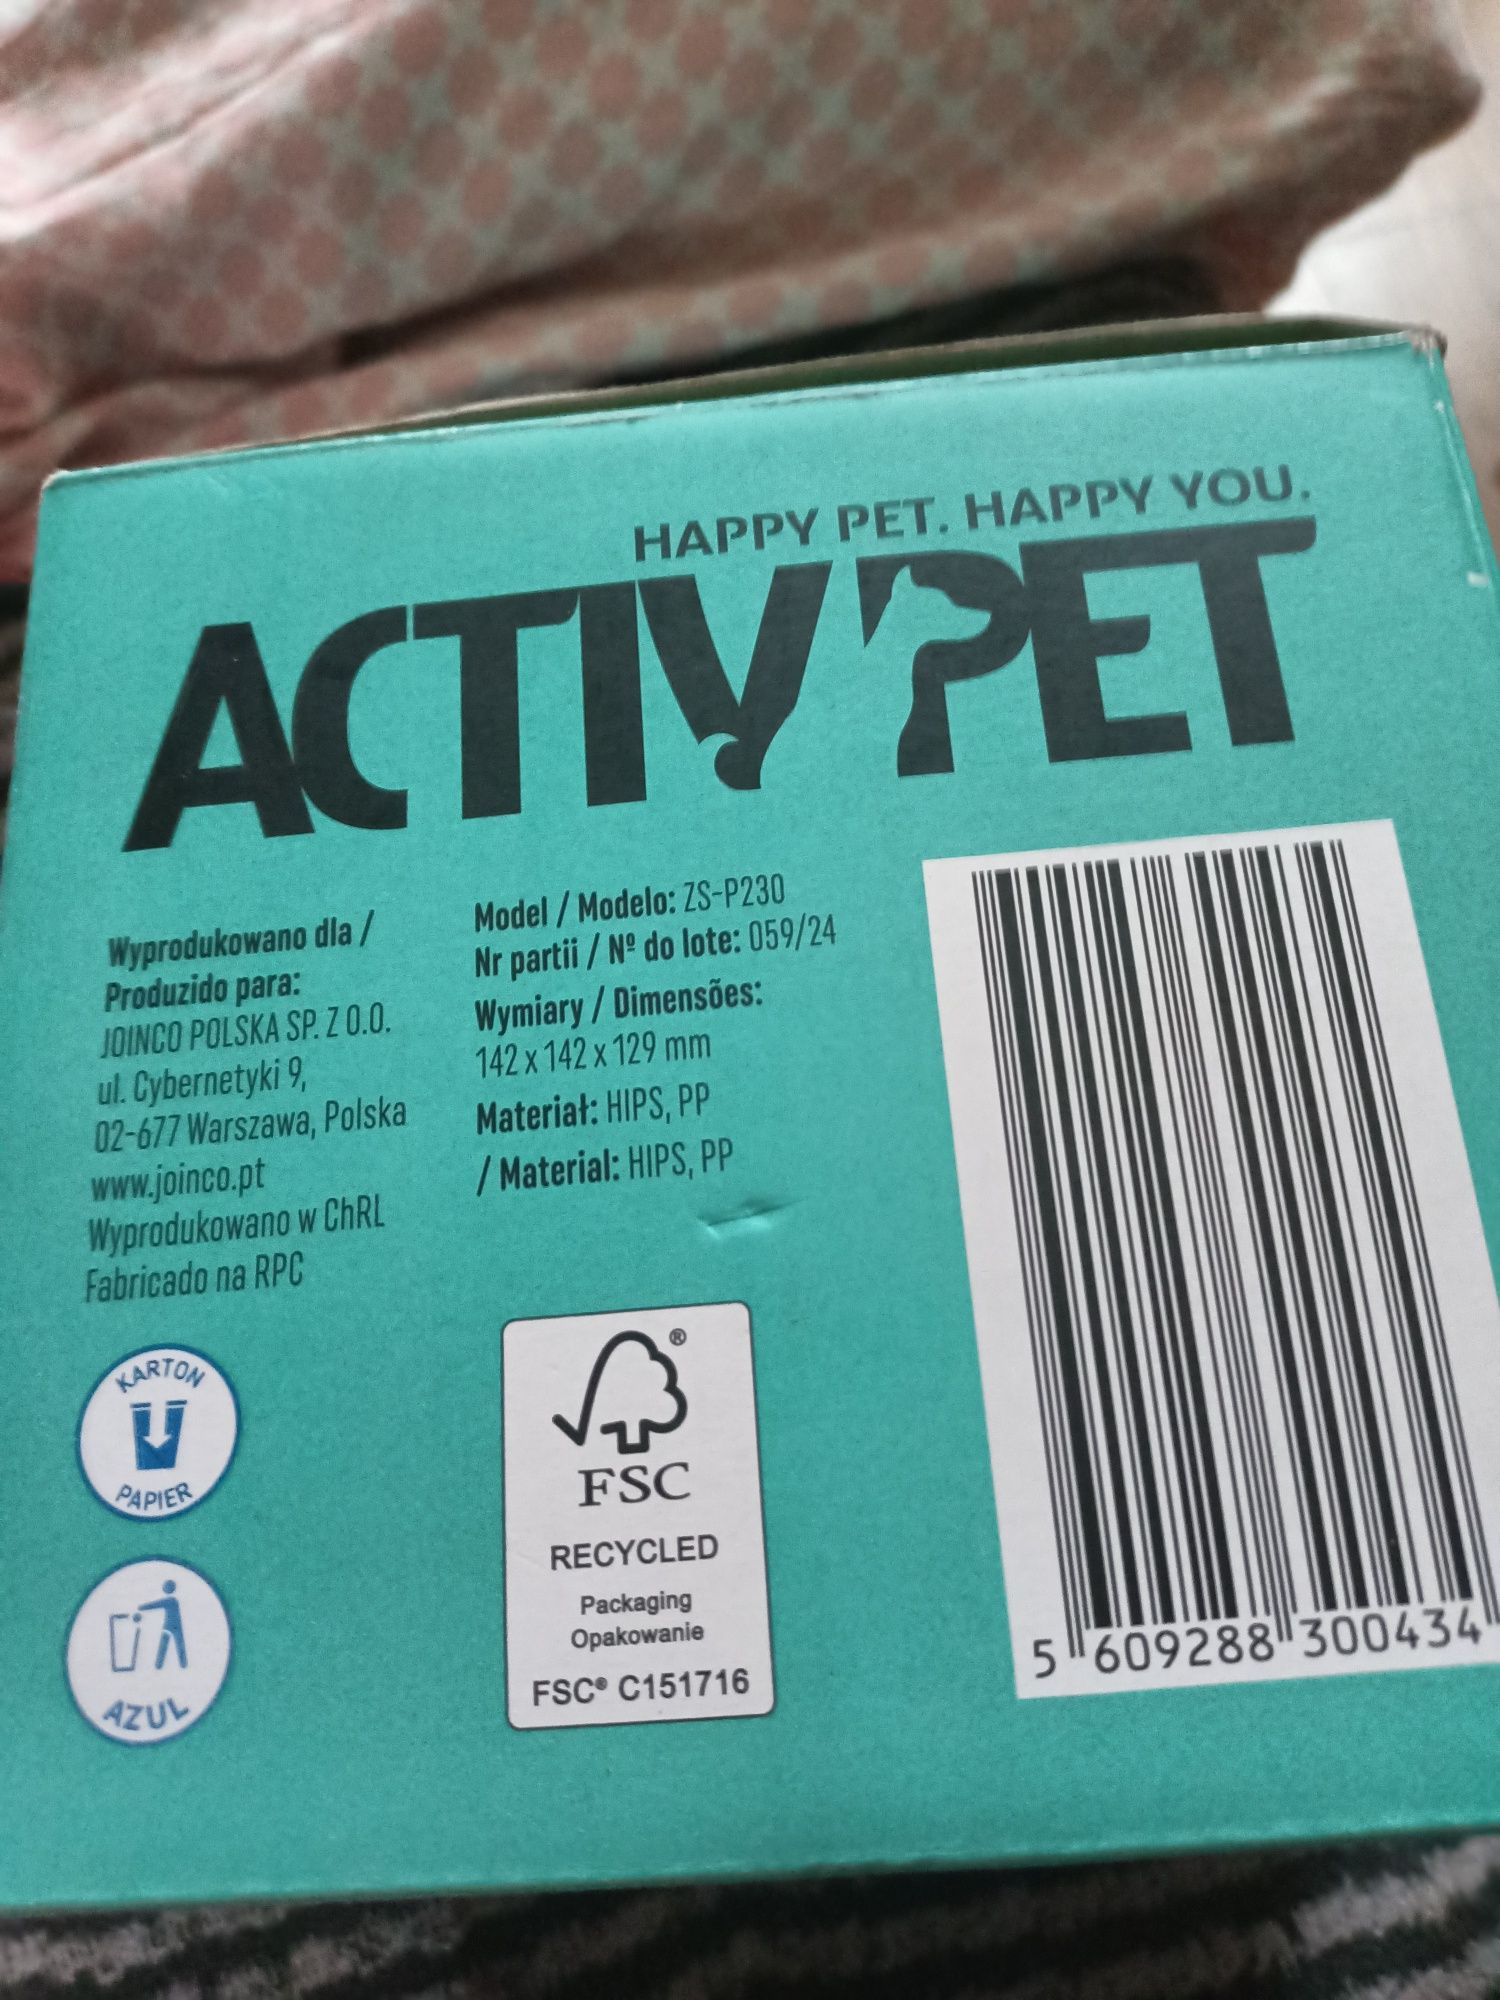 HAPPY PET. HAPPY YOU.
ACTIV PET
Wyprodukowano dla /
Produzido para:
JOINCO POLSKA SP. Z O.O.
ul. Cybernetyki 9,
02-677 Warszawa, Polska
www.joinco.pt
Wyprodukowano w ChRL
Fabricado na RPC
Model / Modelo: ZS-P230
Nr partii / Nº do lote: 059/24
Wymiary / Dimensões:
142 x 142 x 129 mm
Materiał: HIPS, PP
/ Material: HIPS, PP
KARTON
PAPIER
AZUL
®
FSC
RECYCLED
Packaging
Opakowanie
FSC® C151716
5 609288 300434